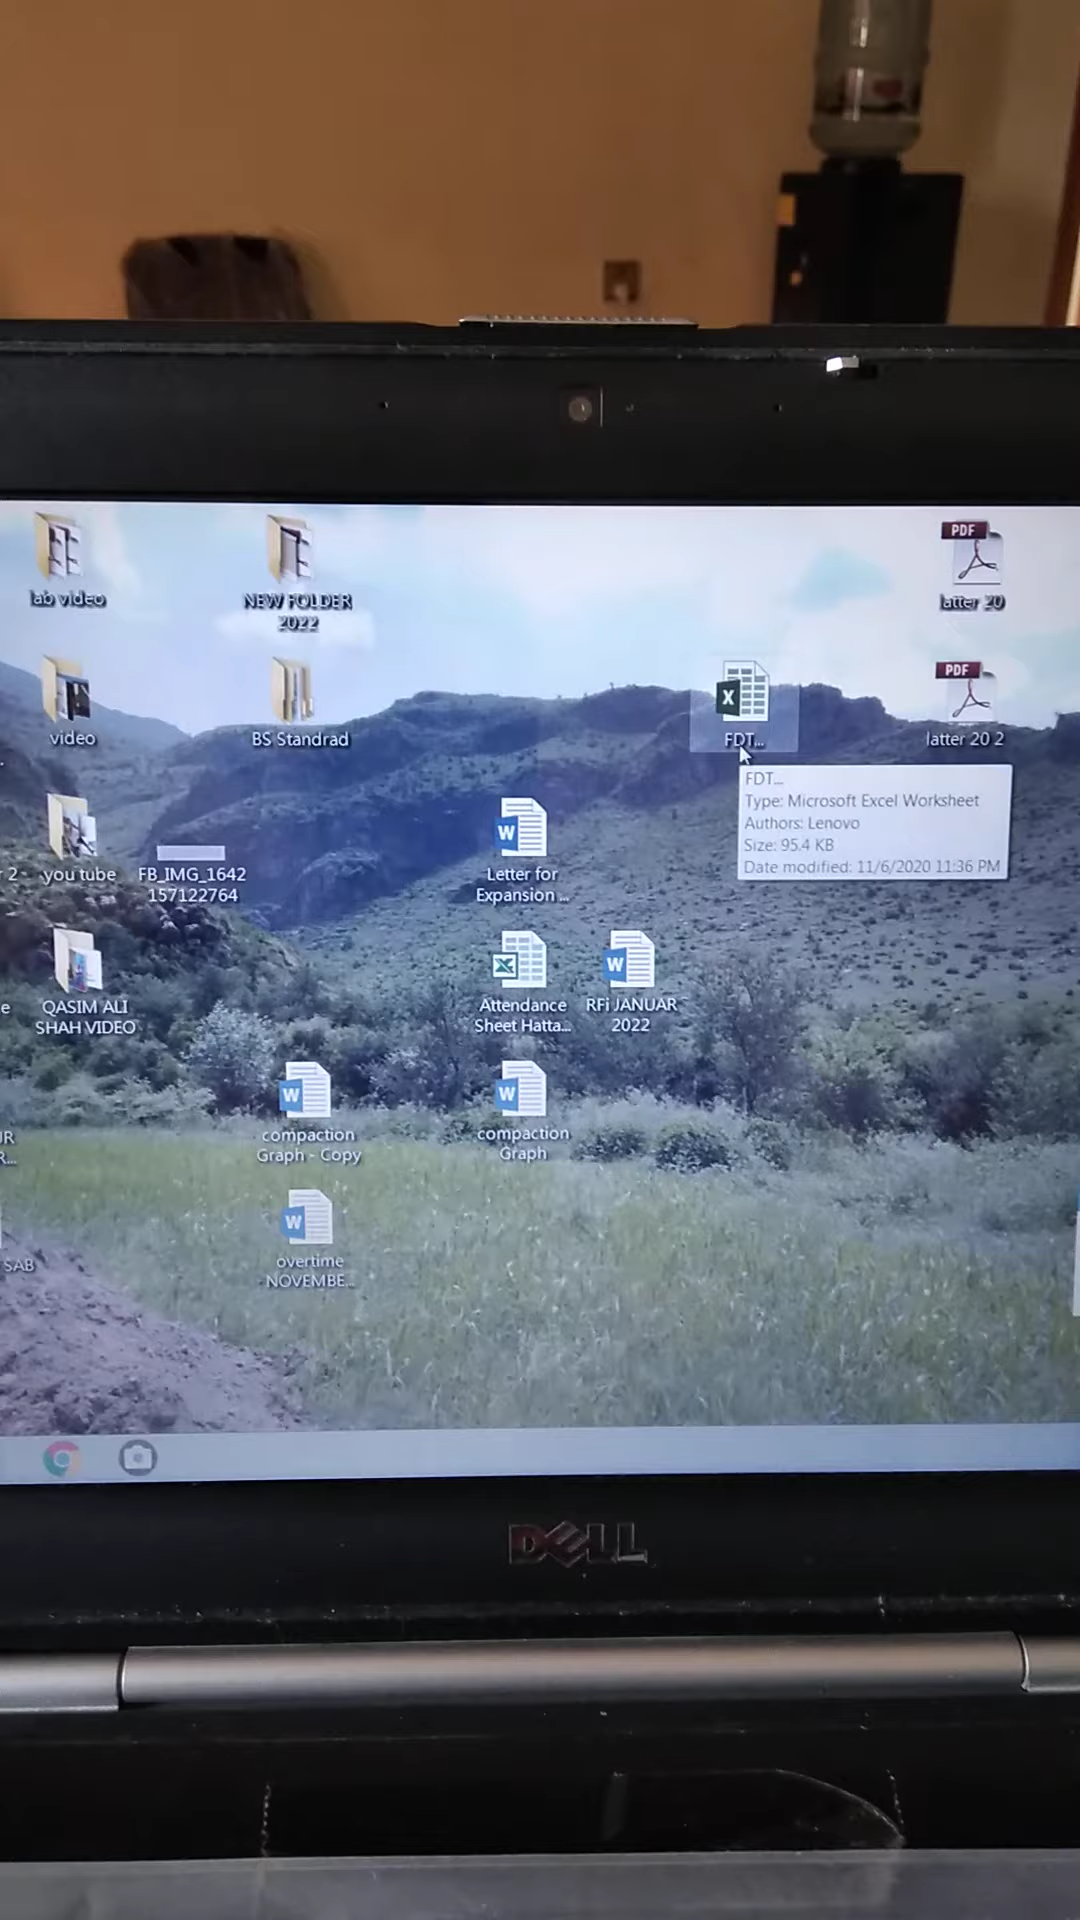 lab video
NEW FOLDER
2022
PDF
latter 20
video
BS Standrad
X
FDT...
PDF
latter 20 2
FDT...
Type: Microsoft Excel Worksheet
Authors: Lenovo
Size: 95.4 KB
Date modified: 11/6/2020 11:36 PM
r 2
you tube
FB_IMG_1642
157122764
W
Letter for
Expansion ...
QASIM ALI
SHAH VIDEO
X
Attendance
Sheet Hatta...
W
RFi JANUAR
2022
W
compaction
Graph - Copy
W
compaction
Graph
W
overtime
NOVEMBE...
SAB
DELL